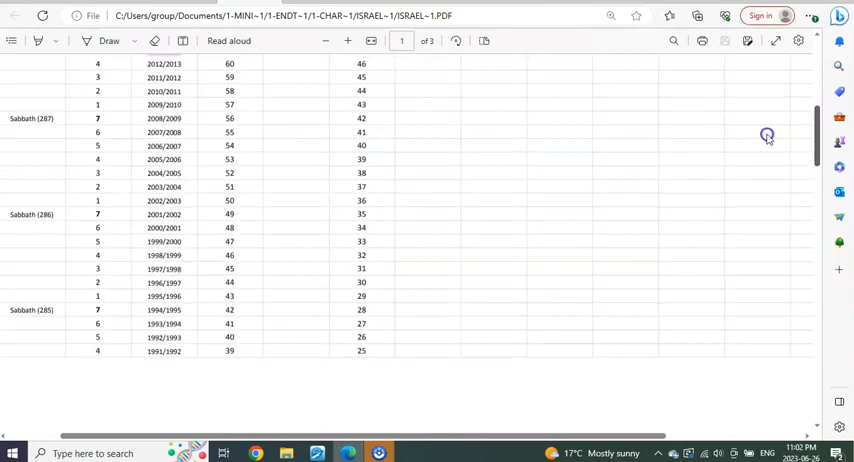 File C:/Users/group/Documents/1-MINI~1/1-ENDT~1/1-CHAR~1/ISRAEL~1/ISRAEL~1.PDF Sign in
Draw Read aloud 1 of 3
4 2012/2013 60 46
3 2011/2012 59 45
2 2010/2011 58 44
1 2009/2010 57 43
Sabbath (287) 7 2008/2009 56 42
6 2007/2008 55 41
5 2006/2007 54 40
4 2005/2006 53 39
3 2004/2005 52 38
2 2003/2004 51 37
1 2002/2003 50 36
Sabbath (286) 7 2001/2002 49 35
6 2000/2001 48 34
5 1999/2000 47 33
4 1998/1999 46 32
3 1997/1998 45 31
2 1996/1997 44 30
1 1995/1996 43 29
Sabbath (285) 7 1994/1995 42 28
6 1993/1994 41 27
5 1992/1993 40 26
4 1991/1992 39 25
Type here to search 17°C Mostly sunny ENG 11:02 PM
2023-06-26 2